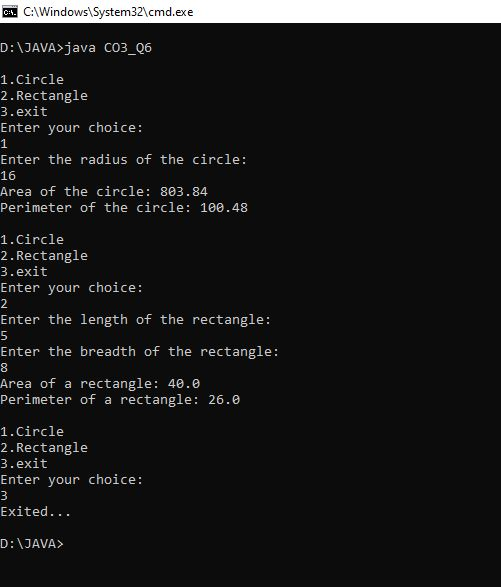 C:\Windows\System32\cmd.exe
D:\JAVA>java CO3_Q6
1.Circle
2.Rectangle
3.exit
Enter your choice:
1
Enter the radius of the circle:
16
Area of the circle: 803.84
Perimeter of the circle: 100.48
1.Circle
2.Rectangle
3.exit
Enter your choice:
2
Enter the length of the rectangle:
5
Enter the breadth of the rectangle:
8
Area of a rectangle: 40.0
Perimeter of a rectangle: 26.0
1.Circle
2.Rectangle
3.exit
Enter your choice:
3
Exited...
D:\JAVA>